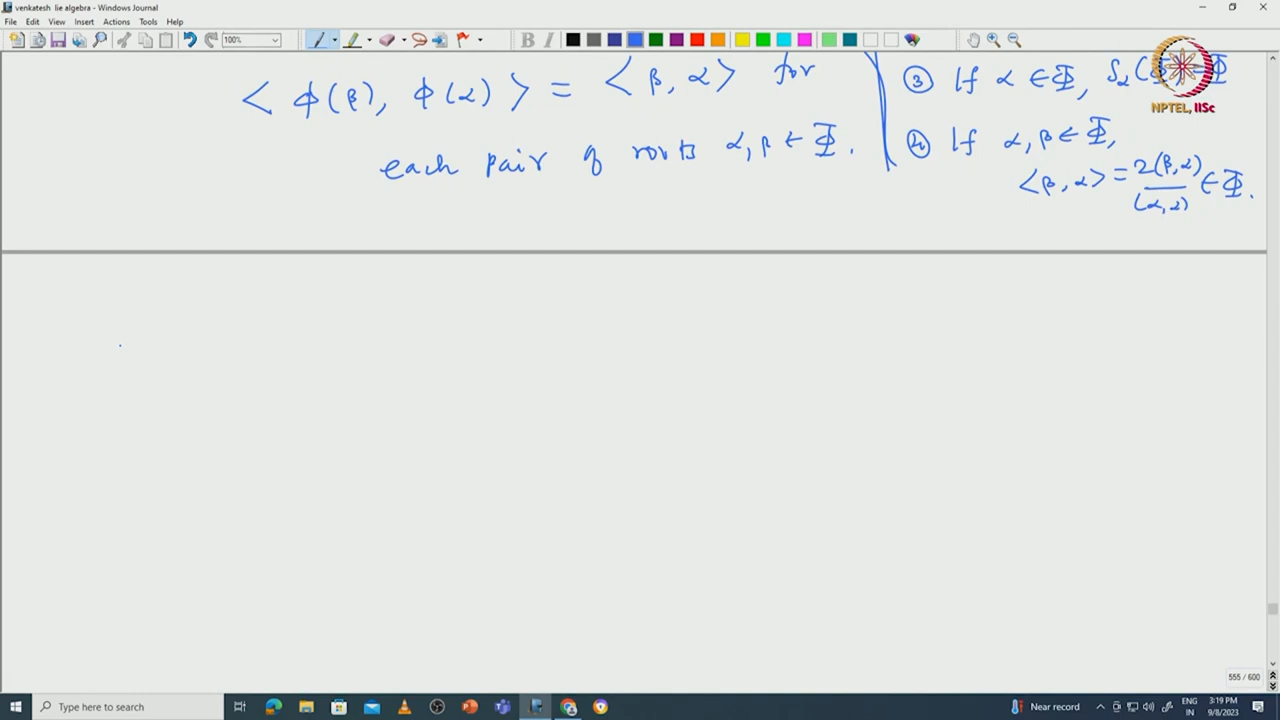 venkatesh lie algebra - Windows Journal
File Edit View Insert Actions Tools Help
100%
< ϕ(β), ϕ(α) > = < β, α > for
each pair of roots α, β ∈ Φ.
③ If α ∈ Φ, S_α(Φ) = Φ
④ If α, β ∈ Φ,
<β, α> = 2(β, α)/(α, α) ∈ Φ.
NPTEL, IISc
555 / 600
Type here to search
Near record
ENG
IN
3:19 PM
9/8/2023